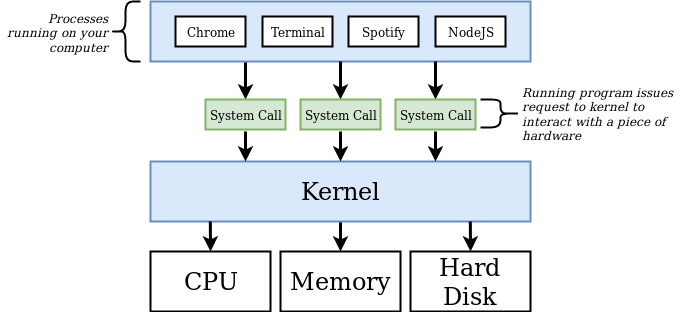 Processes
running on your
computer
Chrome
Terminal
Spotify
NodeJS
System Call
System Call
System Call
Running program issues
request to kernel to
interact with a piece of
hardware
Kernel
CPU
Memory
Hard
Disk